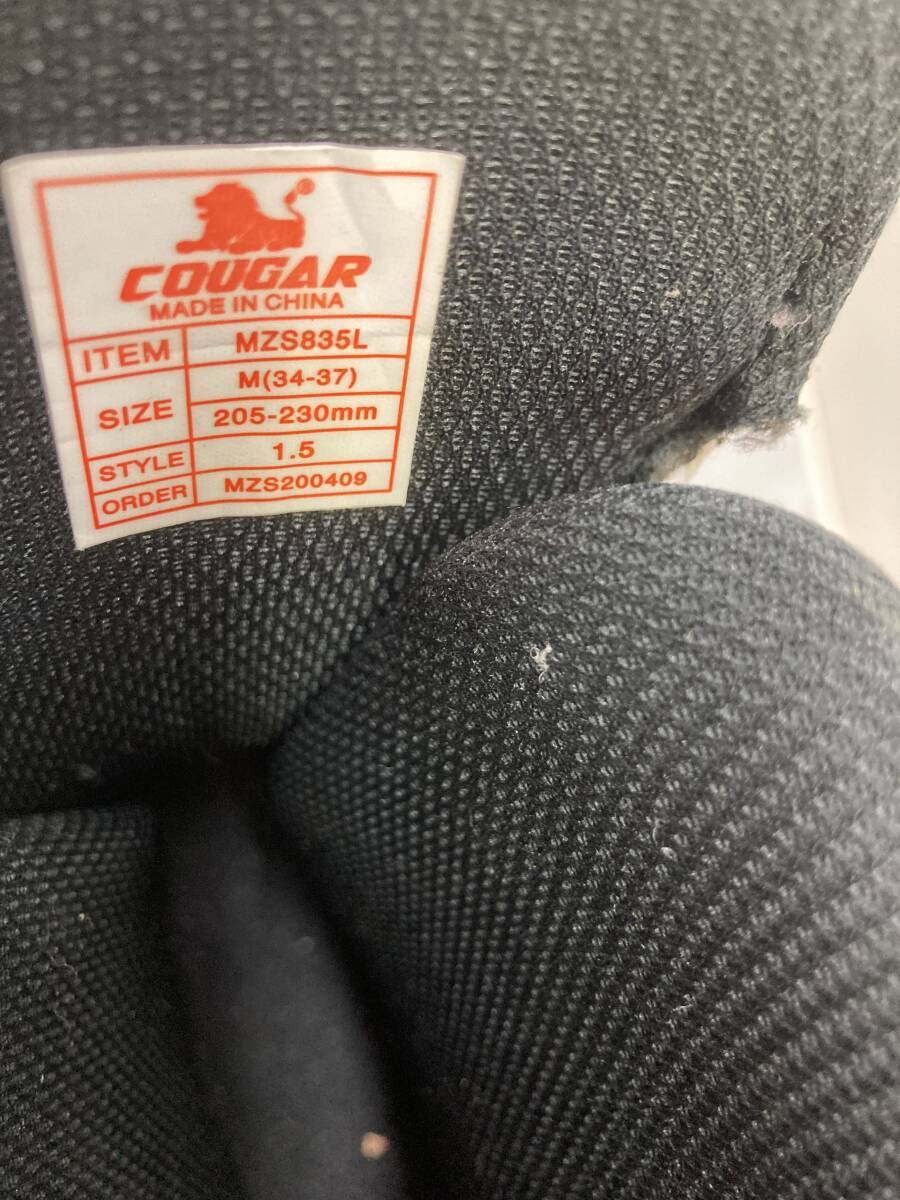 COUGAR
MADE IN CHINA
ITEM MZS835L
SIZE M(34-37)
205-230mm
STYLE 1.5
ORDER MZS200409